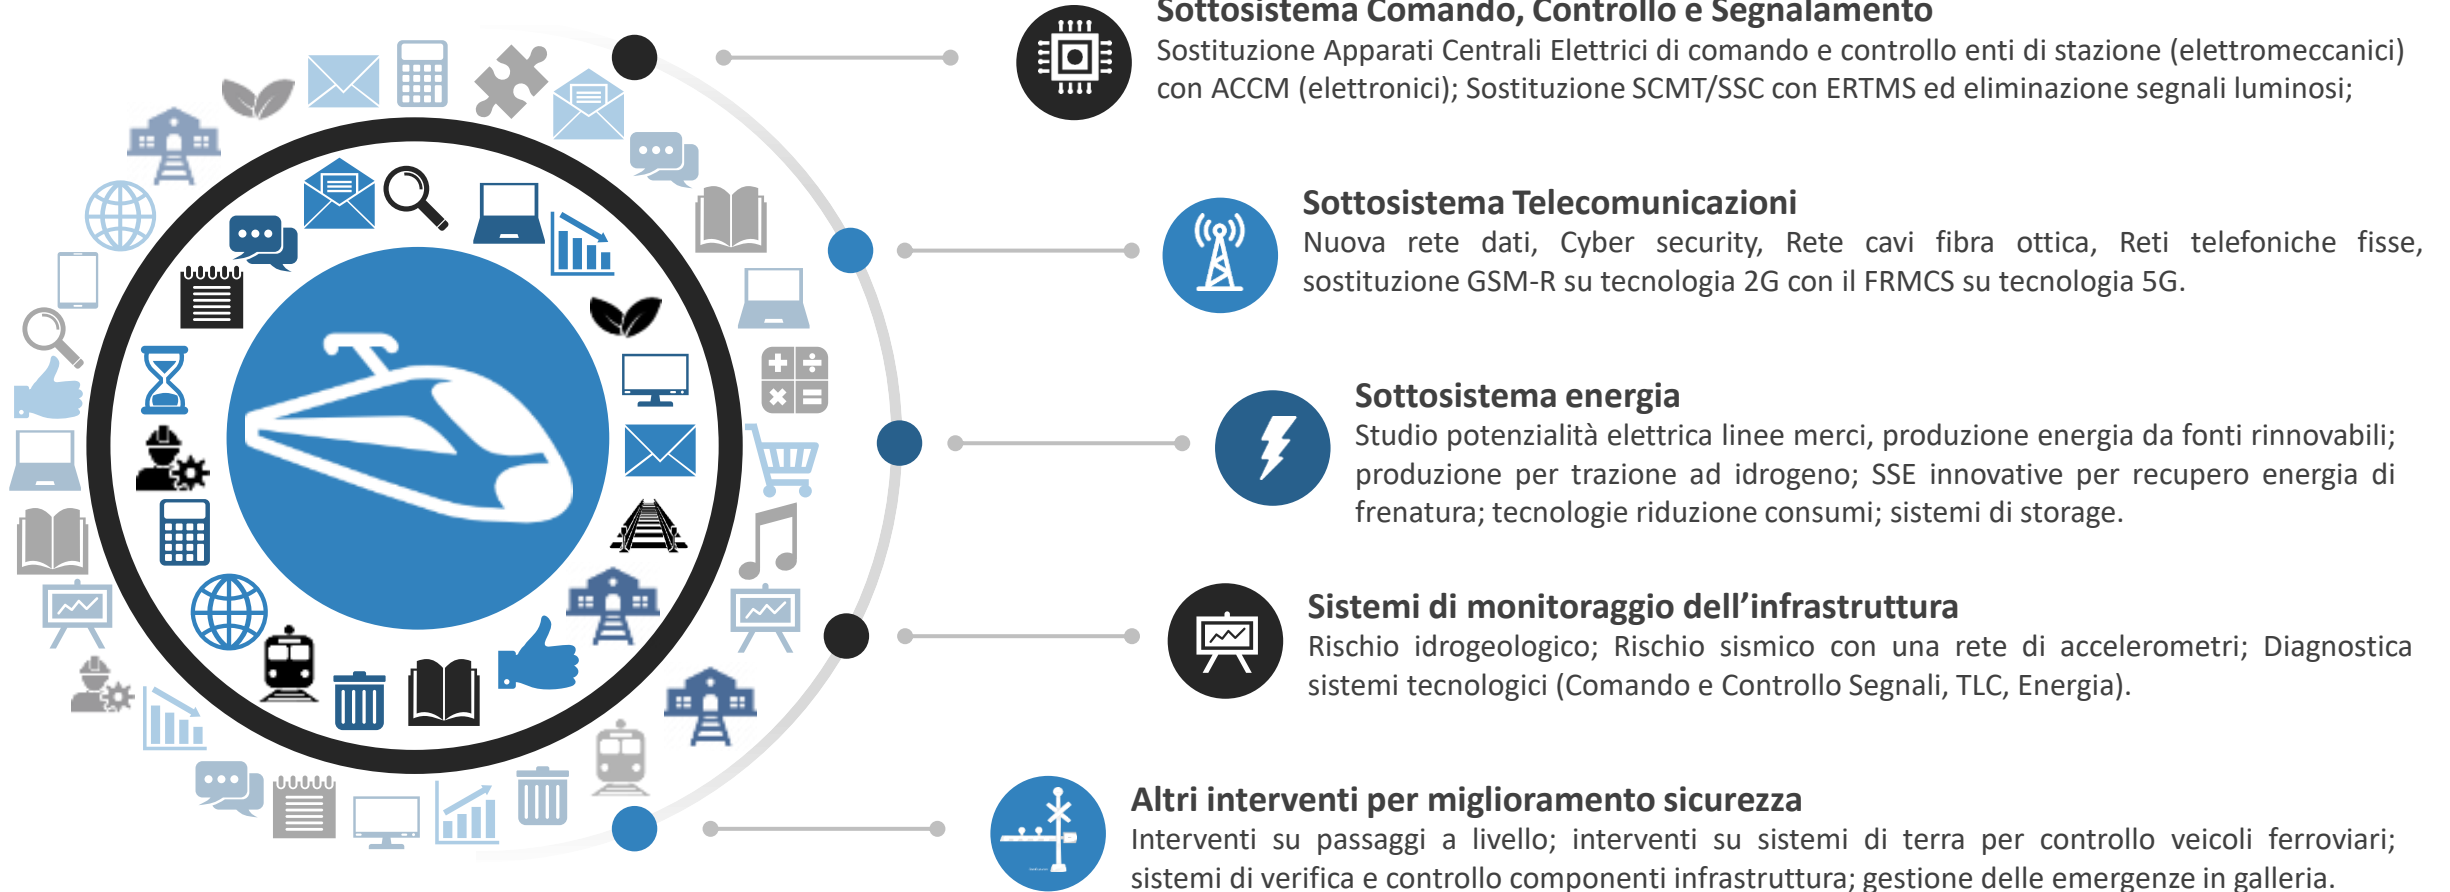 Sottosistema Comando, Controllo e Segnalamento
Sostituzione Apparati Centrali Elettrici di comando e controllo enti di stazione (elettromeccanici)
con ACCM (elettronici); Sostituzione SCMT/SSC con ERTMS ed eliminazione segnali luminosi;
Sottosistema Telecomunicazioni
Nuova rete dati, Cyber security, Rete cavi fibra ottica, Reti telefoniche fisse,
sostituzione GSM-R su tecnologia 2G con il FRMCS su tecnologia 5G.
Sottosistema energia
Studio potenzialità elettrica linee merci, produzione energia da fonti rinnovabili;
produzione per trazione ad idrogeno; SSE innovative per recupero energia di
frenatura; tecnologie riduzione consumi; sistemi di storage.
Sistemi di monitoraggio dell’infrastruttura
Rischio idrogeologico; Rischio sismico con una rete di accelerometri; Diagnostica
sistemi tecnologici (Comando e Controllo Segnali, TLC, Energia).
Altri interventi per miglioramento sicurezza
Interventi su passaggi a livello; interventi su sistemi di terra per controllo veicoli ferroviari;
sistemi di verifica e controllo componenti infrastruttura; gestione delle emergenze in galleria.